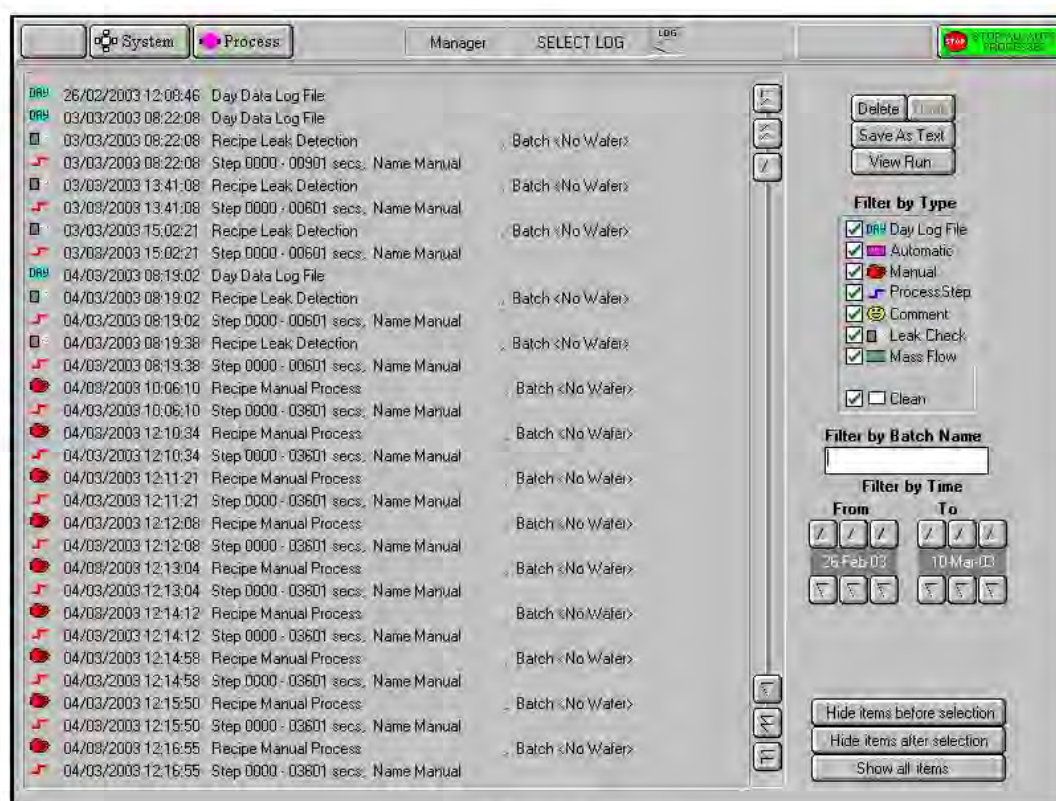 System Process Manager SELECT LOG LOG STOP STOP ALL AUTO PROCESSES
DAY 26/02/2003 12:08:46 Day Data Log File
DAY 03/03/2003 08:22:08 Day Data Log File
03/03/2003 08:22:08 Recipe Leak Detection , Batch <No Wafer>
03/03/2003 08:22:08 Step 0000 - 00901 secs, Name Manual
03/03/2003 13:41:08 Recipe Leak Detection , Batch <No Wafer>
03/03/2003 13:41:08 Step 0000 - 00601 secs, Name Manual
03/03/2003 15:02:21 Recipe Leak Detection , Batch <No Wafer>
03/03/2003 15:02:21 Step 0000 - 00601 secs, Name Manual
DAY 04/03/2003 08:19:02 Day Data Log File
04/03/2003 08:19:02 Recipe Leak Detection , Batch <No Wafer>
04/03/2003 08:19:02 Step 0000 - 00601 secs, Name Manual
04/03/2003 08:19:38 Recipe Leak Detection , Batch <No Wafer>
04/03/2003 08:19:38 Step 0000 - 00601 secs, Name Manual
04/03/2003 10:06:10 Recipe Manual Process , Batch <No Wafer>
04/03/2003 10:06:10 Step 0000 - 03601 secs, Name Manual
04/03/2003 12:10:34 Recipe Manual Process , Batch <No Wafer>
04/03/2003 12:10:34 Step 0000 - 03601 secs, Name Manual
04/03/2003 12:11:21 Recipe Manual Process , Batch <No Wafer>
04/03/2003 12:11:21 Step 0000 - 03601 secs, Name Manual
04/03/2003 12:12:08 Recipe Manual Process , Batch <No Wafer>
04/03/2003 12:12:08 Step 0000 - 03601 secs, Name Manual
04/03/2003 12:13:04 Recipe Manual Process , Batch <No Wafer>
04/03/2003 12:13:04 Step 0000 - 03601 secs, Name Manual
04/03/2003 12:14:12 Recipe Manual Process , Batch <No Wafer>
04/03/2003 12:14:12 Step 0000 - 03601 secs, Name Manual
04/03/2003 12:14:58 Recipe Manual Process , Batch <No Wafer>
04/03/2003 12:14:58 Step 0000 - 03601 secs, Name Manual
04/03/2003 12:15:50 Recipe Manual Process , Batch <No Wafer>
04/03/2003 12:15:50 Step 0000 - 03601 secs, Name Manual
04/03/2003 12:16:55 Recipe Manual Process , Batch <No Wafer>
04/03/2003 12:16:55 Step 0000 - 03601 secs, Name Manual
Delete
Save As Text
View Run
Filter by Type
DAY Day Log File
Automatic
Manual
Process Step
Comment
Leak Check
Mass Flow
Clean
Filter by Batch Name
Filter by Time
From To
26-Feb-03 10-Mar-03
Hide items before selection
Hide items after selection
Show all items